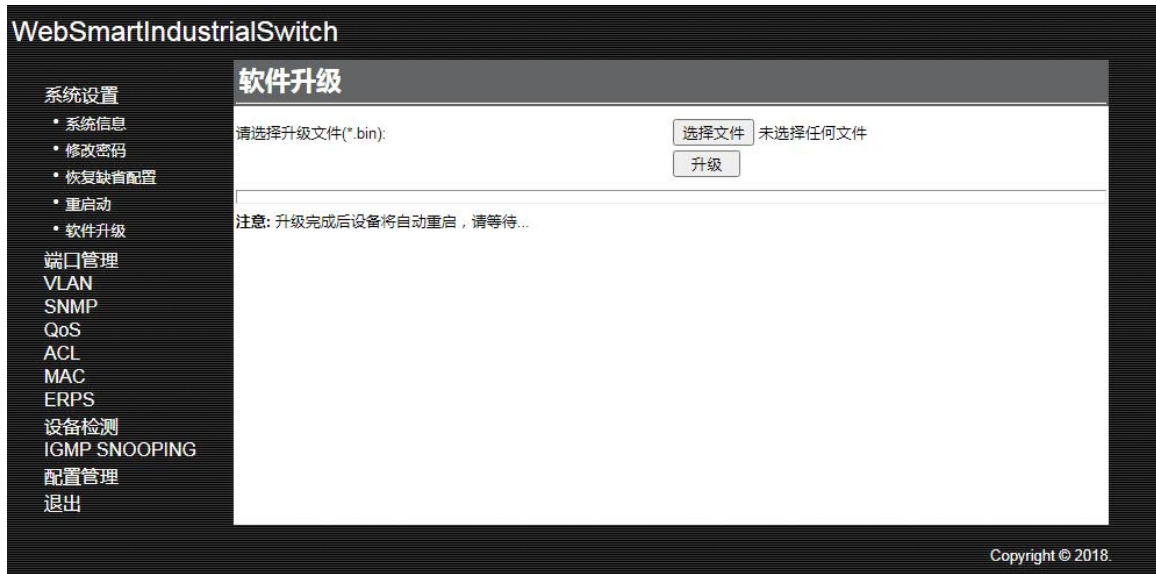 WebSmartIndustrialSwitch
系统设置
• 系统信息
• 修改密码
• 恢复缺省配置
• 重启动
• 软件升级
端口管理
VLAN
SNMP
QoS
ACL
MAC
ERPS
设备检测
IGMP SNOOPING
配置管理
退出
软件升级
请选择升级文件(*.bin): 选择文件 未选择任何文件
升级
注意: 升级完成后设备将自动重启，请等待...
Copyright © 2018.